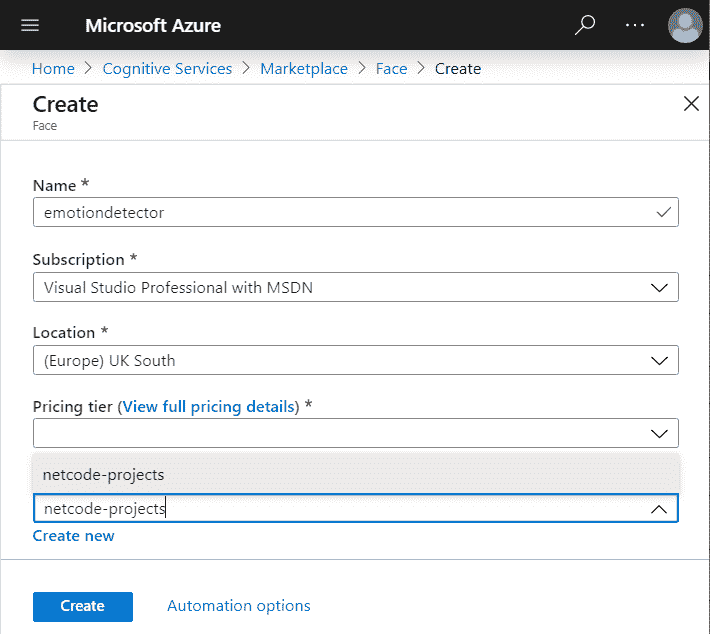 Microsoft Azure
Home > Cognitive Services > Marketplace > Face > Create
Create
Face
Name *
emotiondetector
Subscription *
Visual Studio Professional with MSDN
Location *
(Europe) UK South
Pricing tier (View full pricing details) *
netcode-projects
netcode-projects
Create new
Create Automation options